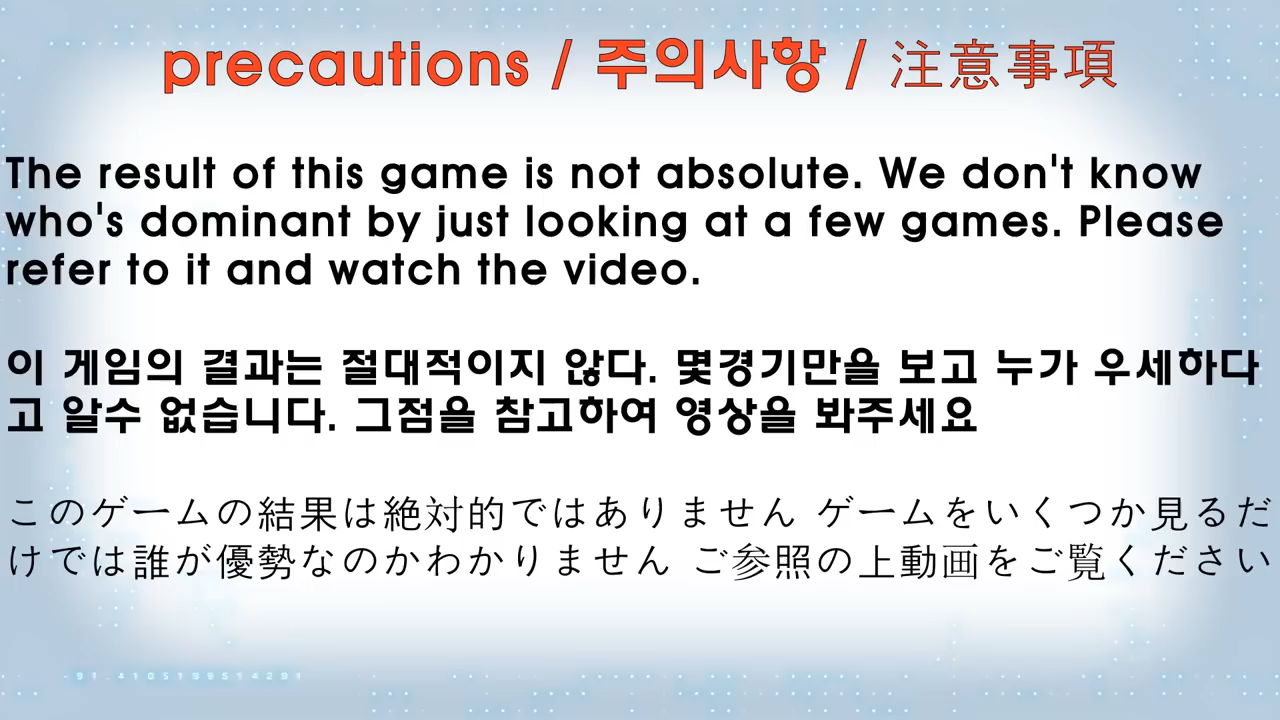 precautions / 주의사항 / 注意事項
The result of this game is not absolute. We don't know
who's dominant by just looking at a few games. Please
refer to it and watch the video.
이 게임의 결과는 절대적이지 않다. 몇경기만을 보고 누가 우세하다
고 알수 없습니다. 그점을 참고하여 영상을 봐주세요
このゲームの結果は絶対的ではありません ゲームをいくつか見るだ
けでは誰が優勢なのかわかりません ご参照の上動画をご覧ください